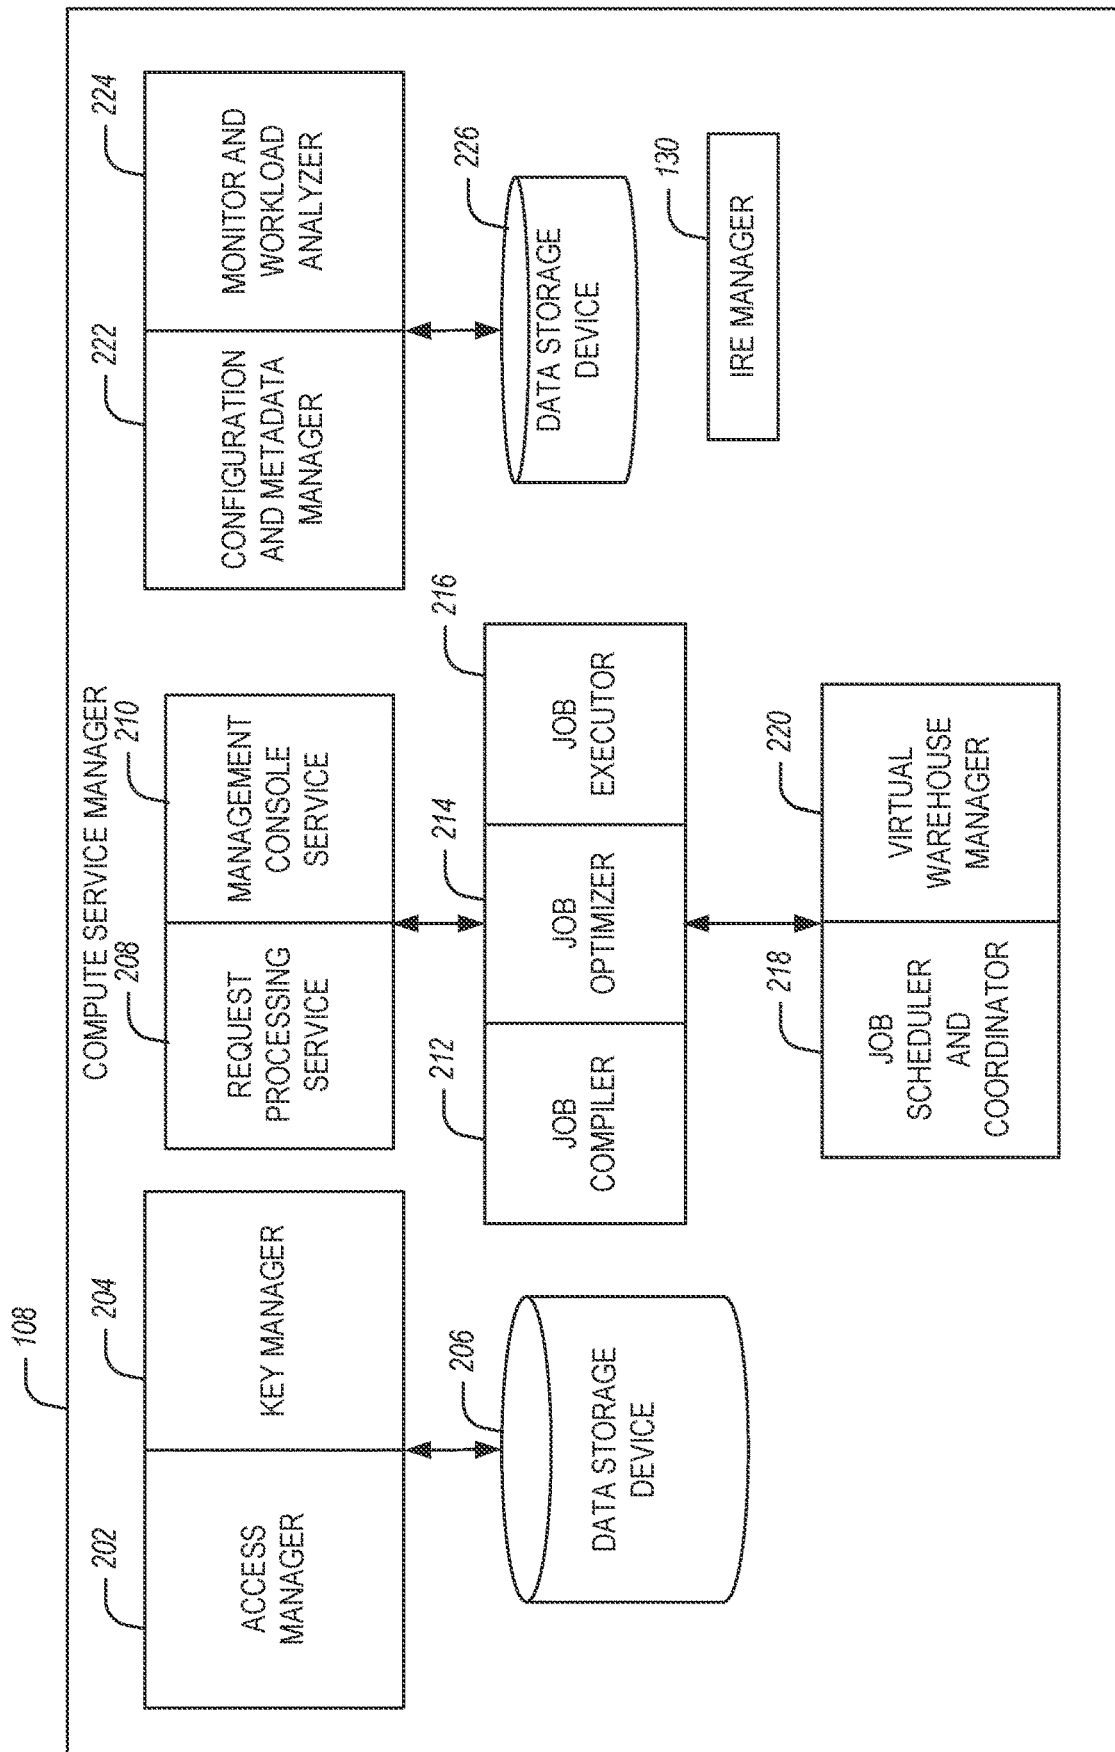 108
COMPUTE SERVICE MANAGER
202
ACCESS
MANAGER
204
KEY MANAGER
206
DATA STORAGE
DEVICE
208
REQUEST
PROCESSING
SERVICE
210
MANAGEMENT
CONSOLE
SERVICE
212
JOB
COMPILER
214
JOB
OPTIMIZER
216
JOB
EXECUTOR
218
JOB
SCHEDULER
AND
COORDINATOR
220
VIRTUAL
WAREHOUSE
MANAGER
222
CONFIGURATION
AND METADATA
MANAGER
224
MONITOR AND
WORKLOAD
ANALYZER
226
DATA STORAGE
DEVICE
130
IRE MANAGER